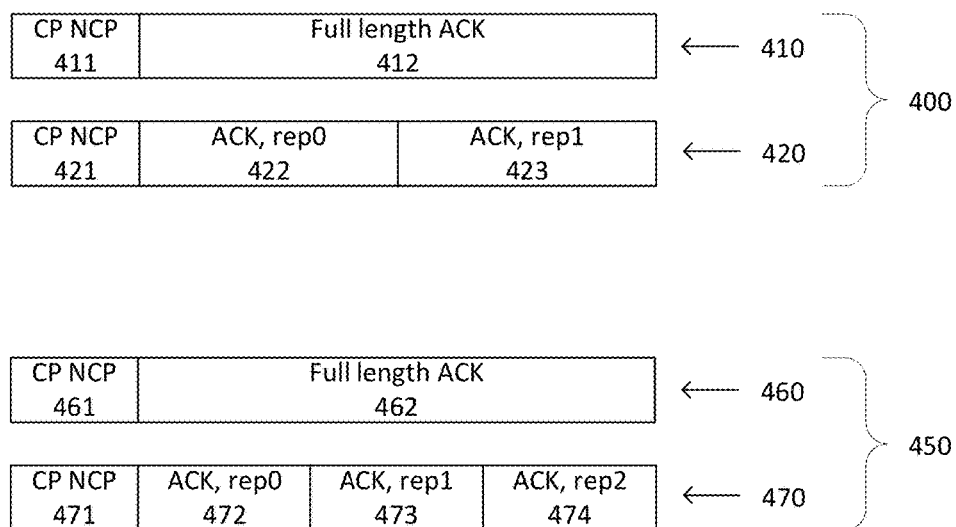 CP NCP Full length ACK
411 412 410
400
CP NCP ACK, rep0 ACK, rep1
421 422 423 420
CP NCP Full length ACK
461 462 460
450
CP NCP ACK, rep0 ACK, rep1 ACK, rep2
471 472 473 474 470